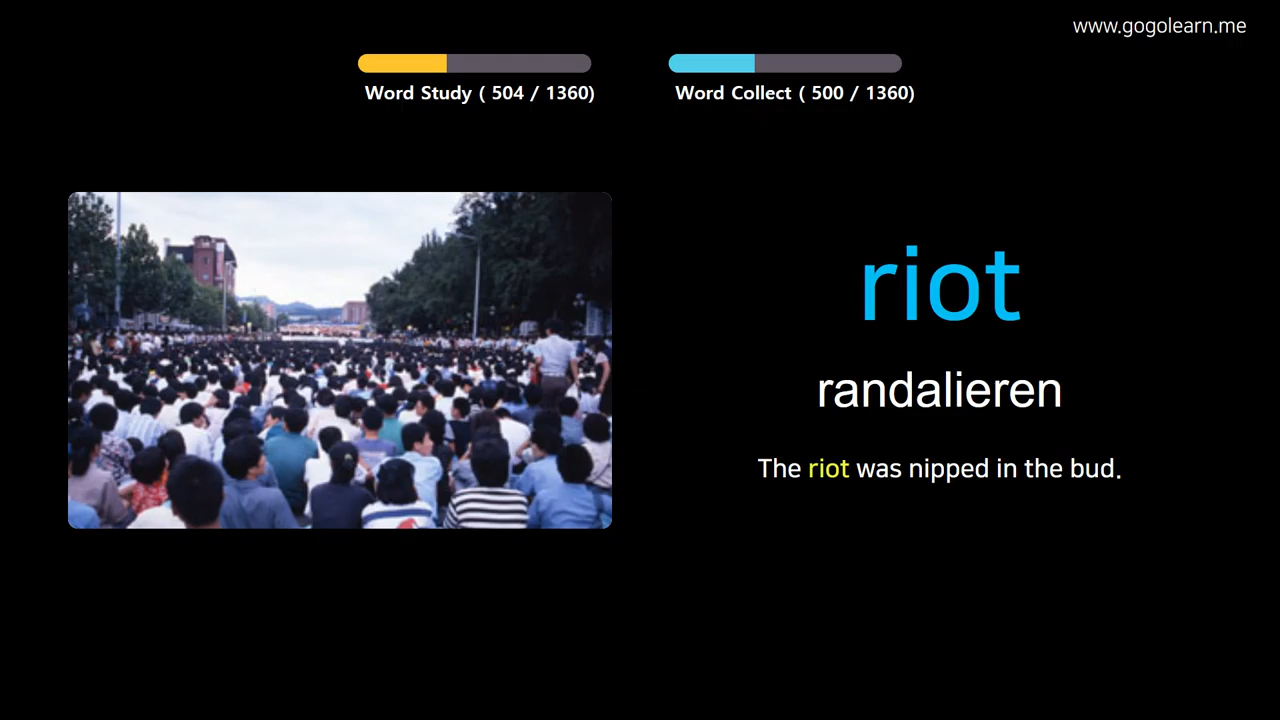 www.gogolearn.me
Word Study ( 504 / 1360)
Word Collect ( 500 / 1360)
riot
randalieren
The riot was nipped in the bud.